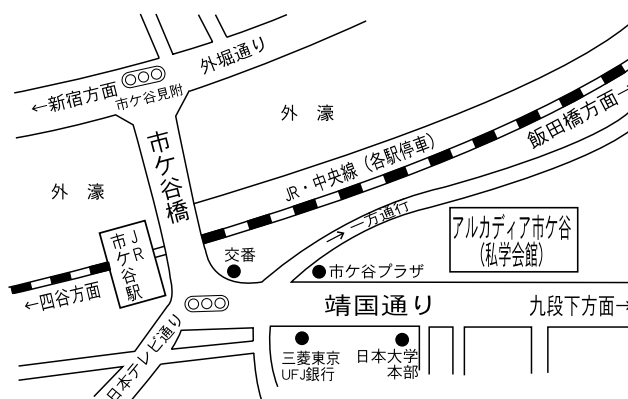 外堀通り
←新宿方面
市ケ谷見附
外　濠
飯田橋方面→
市ケ谷橋
JR・中央線（各駅停車）
外　濠
→一方通行
アルカディア市ケ谷
（私学会館）
JR
市ケ谷駅
交番
市ケ谷プラザ
←四谷方面
靖国通り
九段下方面→
日本テレビ通り
三菱東京
UFJ銀行
日本大学
本部